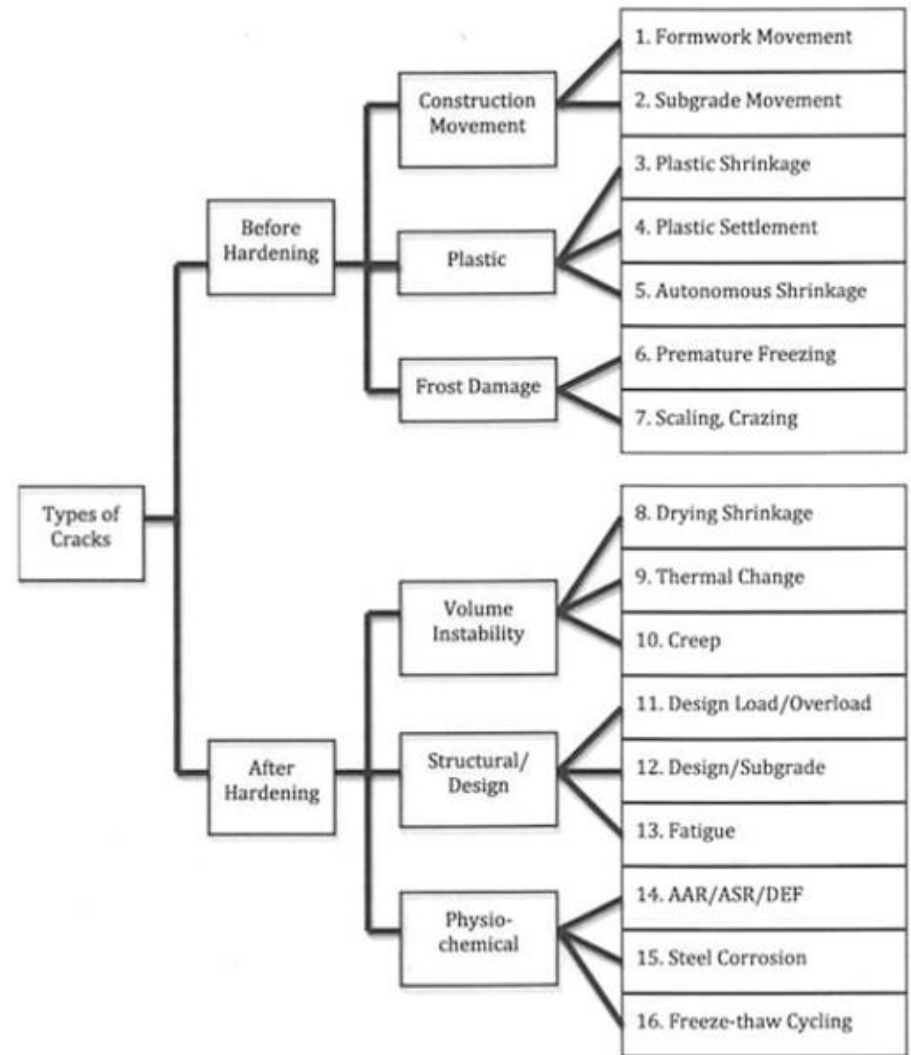 1. Formwork Movement
Construction
Movement
2. Subgrade Movement
3. Plastic Shrinkage
Before
Hardening
4. Plastic Settlement
Plastic
5. Autonomous Shrinkage
6. Premature Freezing
Frost Damage
7. Scaling, Crazing
Types of
Cracks
8. Drying Shrinkage
9. Thermal Change
Volume
Instability
10. Creep
11. Design Load/Overload
Structural/
Design
12. Design/Subgrade
After
Hardening
13. Fatigue
14. AAR/ASR/DEF
Physio-
chemical
15. Steel Corrosion
16. Freeze-thaw Cycling